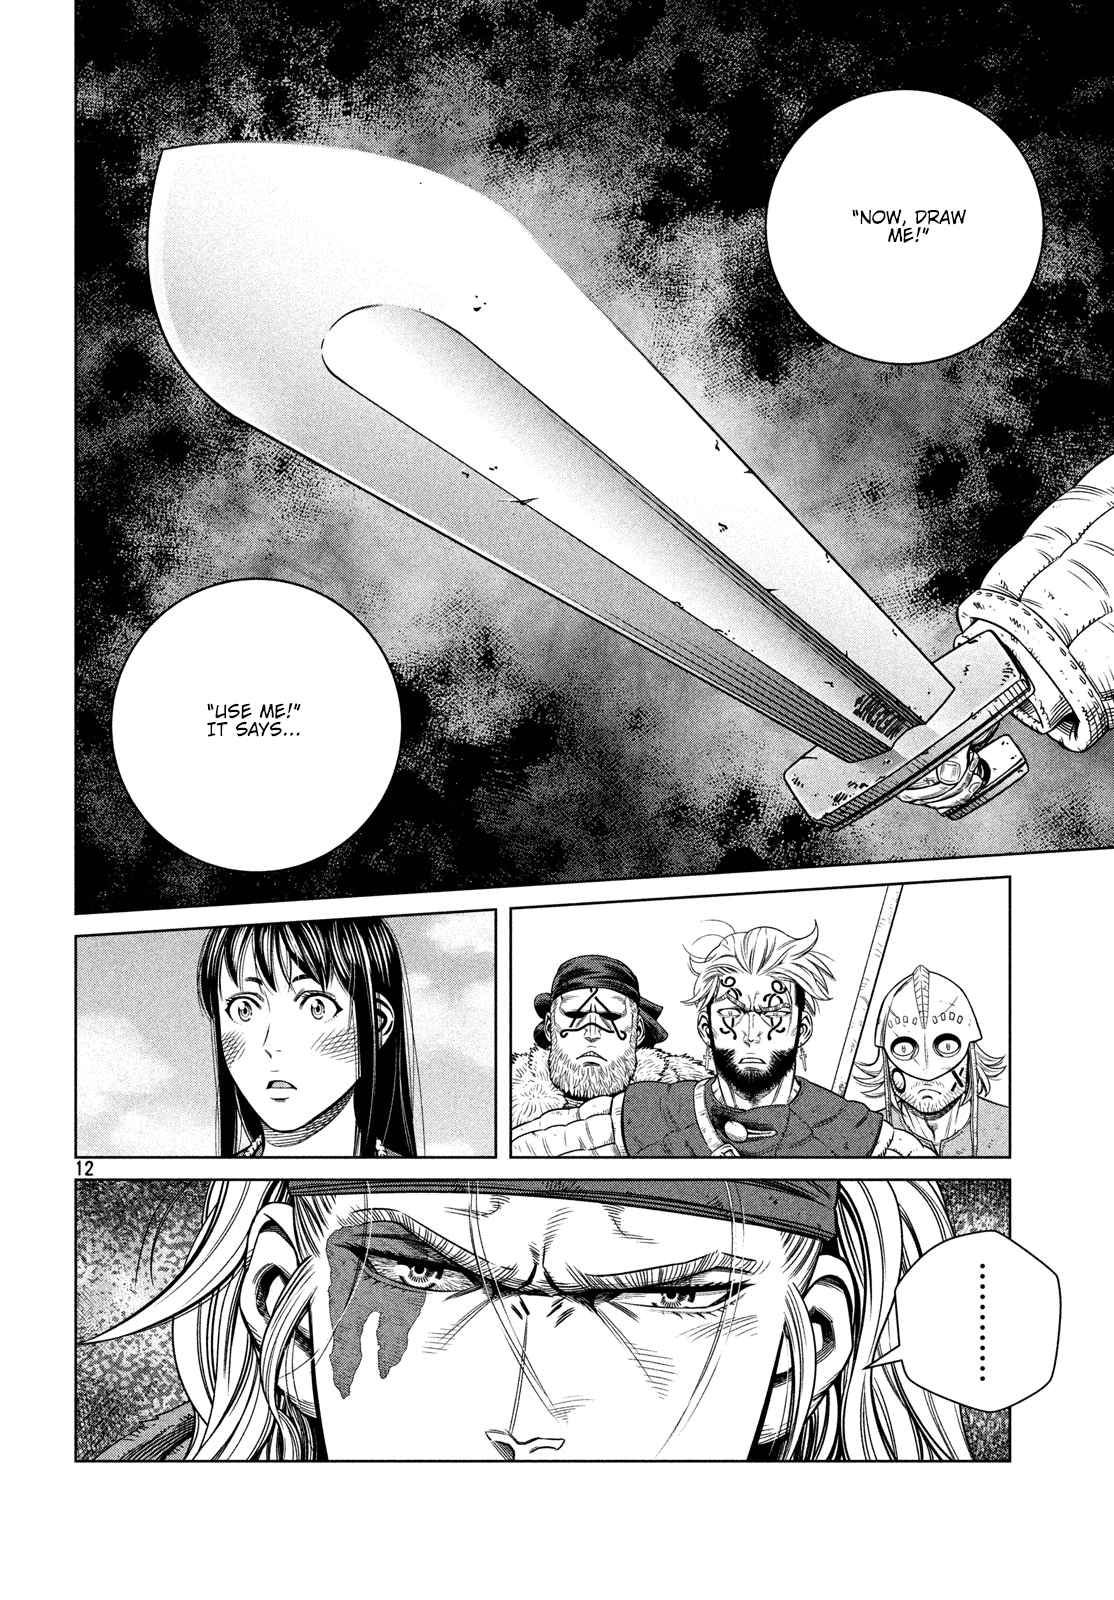 "NOW, DRAW
ME!"
"USE ME!"
IT SAYS...
12
..........